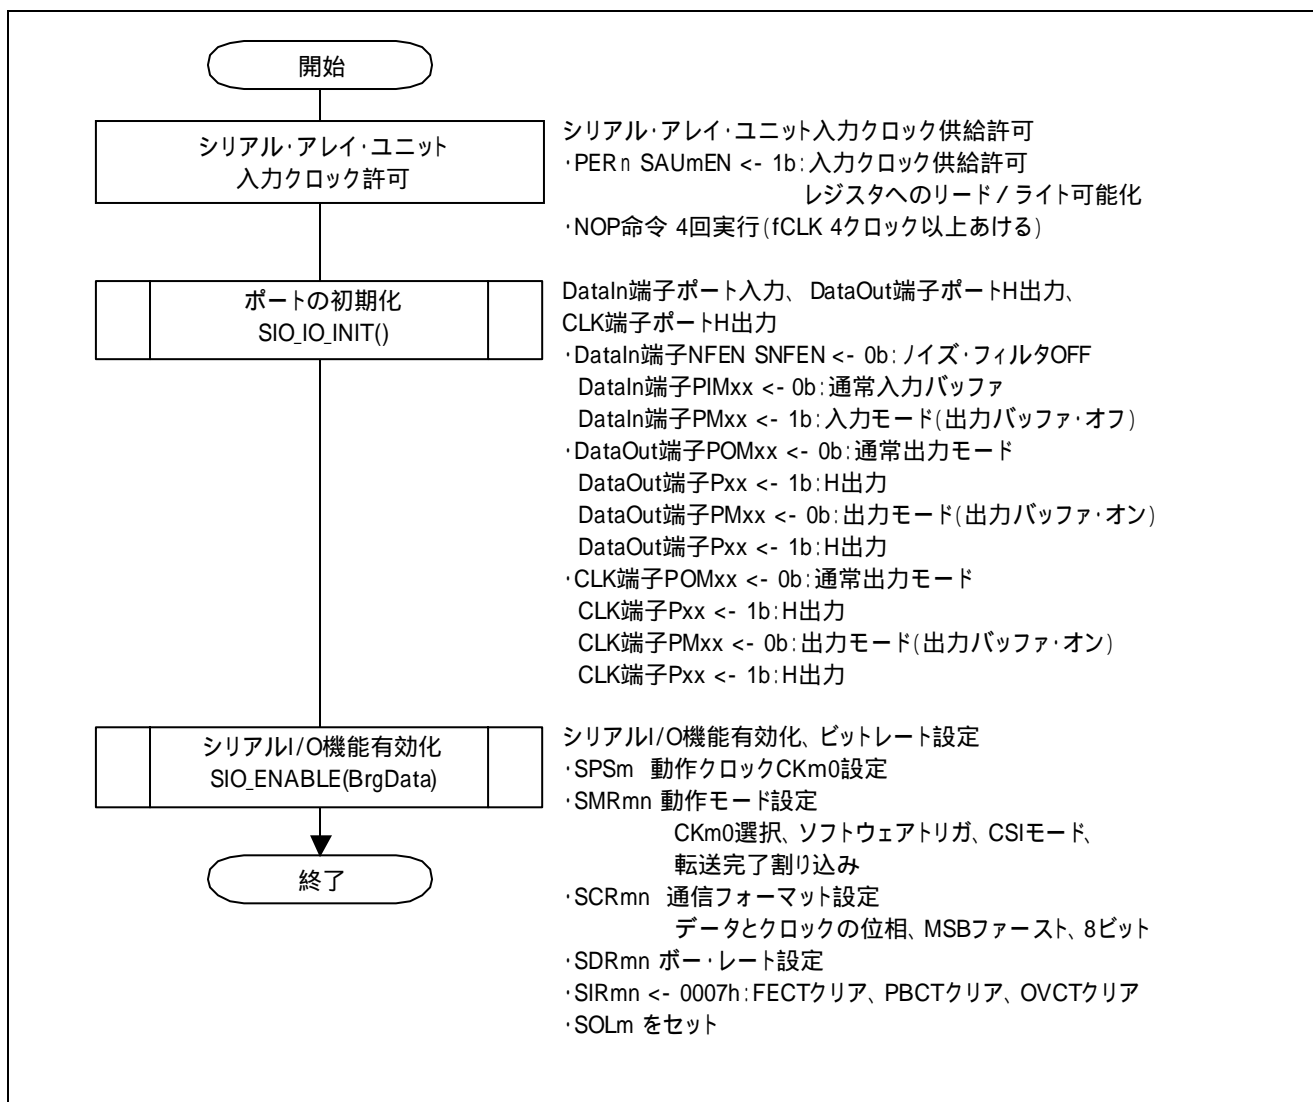 開始
シリアル・アレイ・ユニット
入力クロック許可
シリアル・アレイ・ユニット入力クロック供給許可
・PERn SAUmEN <- 1b:入力クロック供給許可
レジスタへのリード/ライト可能化
・NOP命令 4回実行(fCLK 4クロック以上あける)
ポートの初期化
SIO_IO_INIT()
DataIn端子ポート入力、DataOut端子ポートH出力、
CLK端子ポートH出力
・DataIn端子NFEN SNFEN <- 0b:ノイズ・フィルタOFF
DataIn端子PIMxx <- 0b:通常入力バッファ
DataIn端子PMxx <- 1b:入力モード(出力バッファ・オフ)
・DataOut端子POMxx <- 0b:通常出力モード
DataOut端子Pxx <- 1b:H出力
DataOut端子PMxx <- 0b:出力モード(出力バッファ・オン)
DataOut端子Pxx <- 1b:H出力
・CLK端子POMxx <- 0b:通常出力モード
CLK端子Pxx <- 1b:H出力
CLK端子PMxx <- 0b:出力モード(出力バッファ・オン)
CLK端子Pxx <- 1b:H出力
シリアルI/O機能有効化
SIO_ENABLE(BrgData)
シリアルI/O機能有効化、ビットレート設定
・SPSm 動作クロックCKm0設定
・SMRmn 動作モード設定
CKm0選択、ソフトウェアトリガ、CSIモード、
転送完了割り込み
・SCRmn 通信フォーマット設定
データとクロックの位相、MSBファースト、8ビット
・SDRmn ボー・レート設定
・SIRmn <- 0007h:FECTクリア、PBCTクリア、OVCTクリア
・SOLm をセット
終了